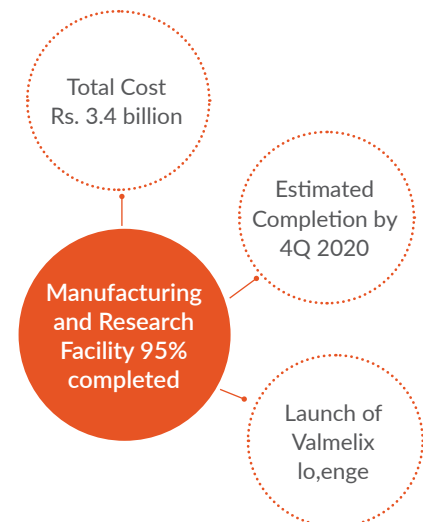 Total Cost
Rs. 3.4 billion
Estimated
Completion by
4Q 2020
Manufacturing
and Research
Facility 95%
completed
Launch of
Valmelix
lo,enge